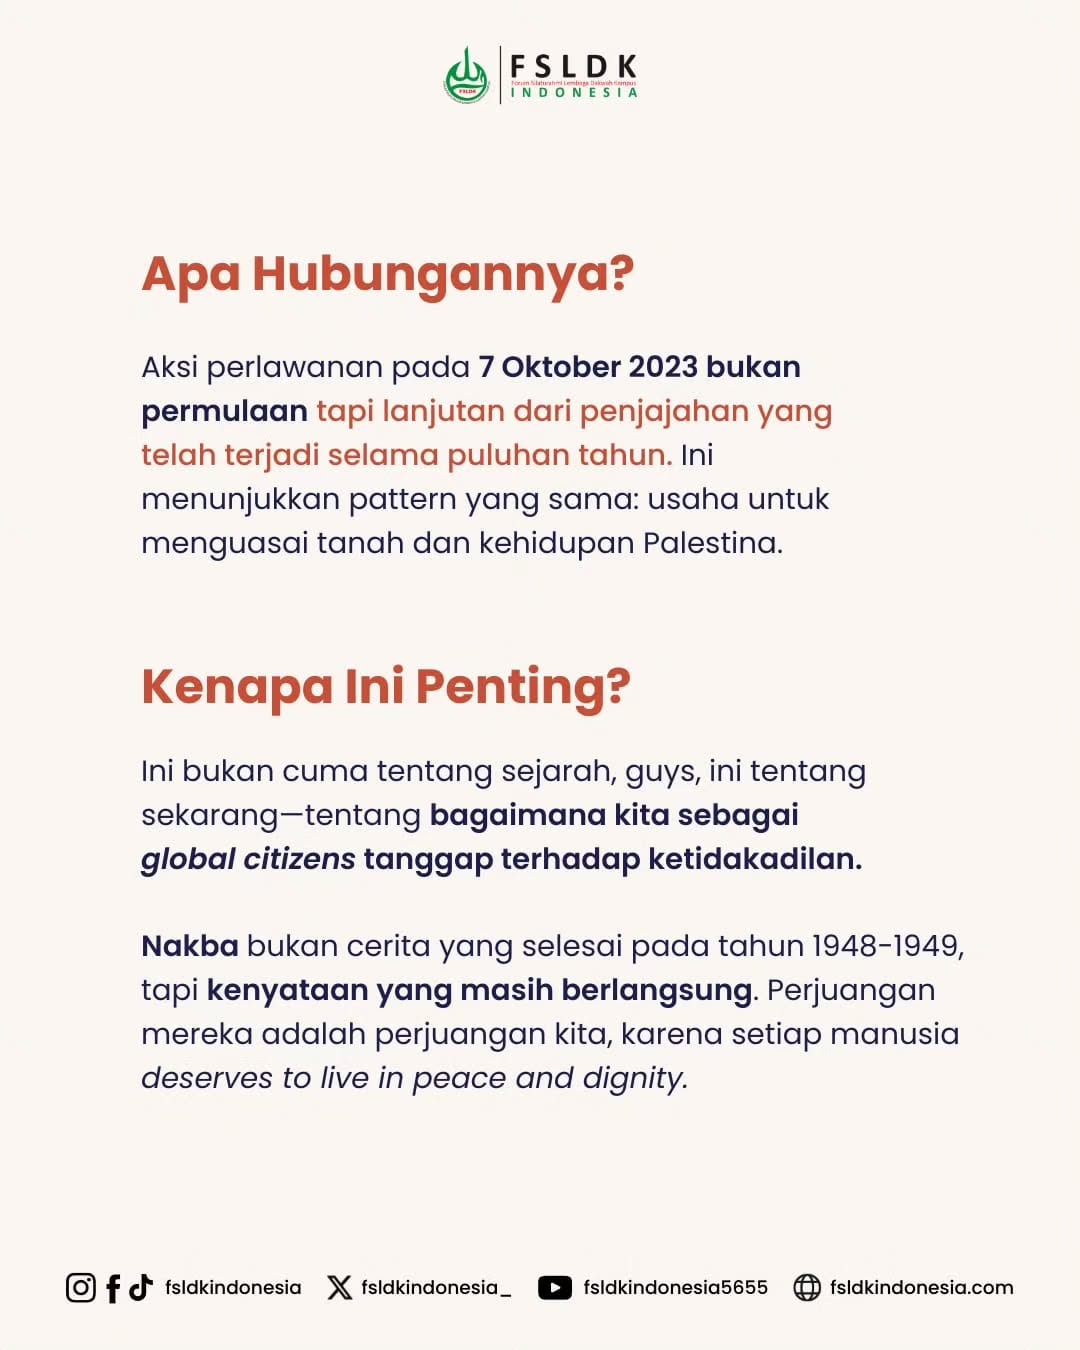 FSLDK
Forum Silaturahmi Lembaga Dakwah Kampus
INDONESIA
FSLDK
Apa Hubungannya?
Aksi perlawanan pada 7 Oktober 2023 bukan
permulaan tapi lanjutan dari penjajahan yang
telah terjadi selama puluhan tahun. Ini
menunjukkan pattern yang sama: usaha untuk
menguasai tanah dan kehidupan Palestina.
Kenapa Ini Penting?
Ini bukan cuma tentang sejarah, guys, ini tentang
sekarang—tentang bagaimana kita sebagai
global citizens tanggap terhadap ketidakadilan.
Nakba bukan cerita yang selesai pada tahun 1948-1949,
tapi kenyataan yang masih berlangsung. Perjuangan
mereka adalah perjuangan kita, karena setiap manusia
deserves to live in peace and dignity.
fsldkindonesia fsldkindonesia_ fsldkindonesia5655 fsldkindonesia.com